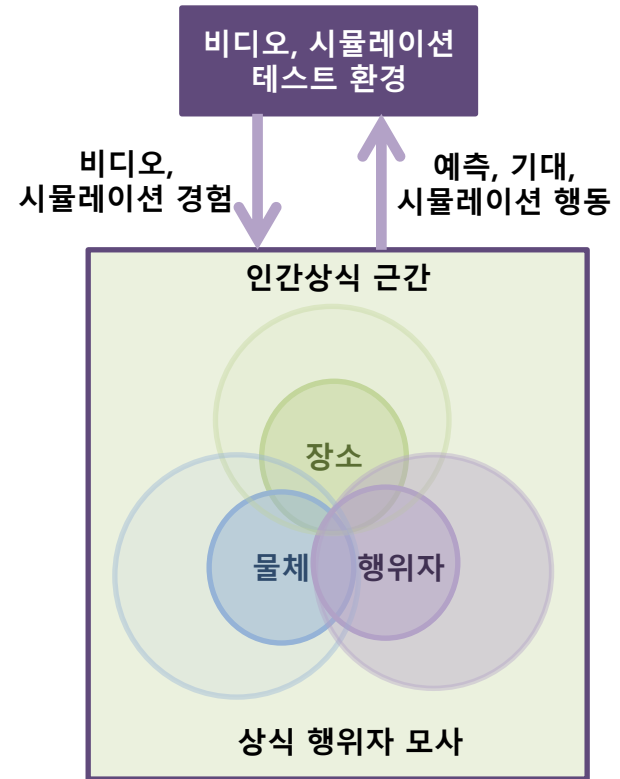 비디오, 시뮬레이션
테스트 환경
비디오,
시뮬레이션 경험
예측, 기대,
시뮬레이션 행동
인간상식 근간
장소
물체
행위자
상식 행위자 모사